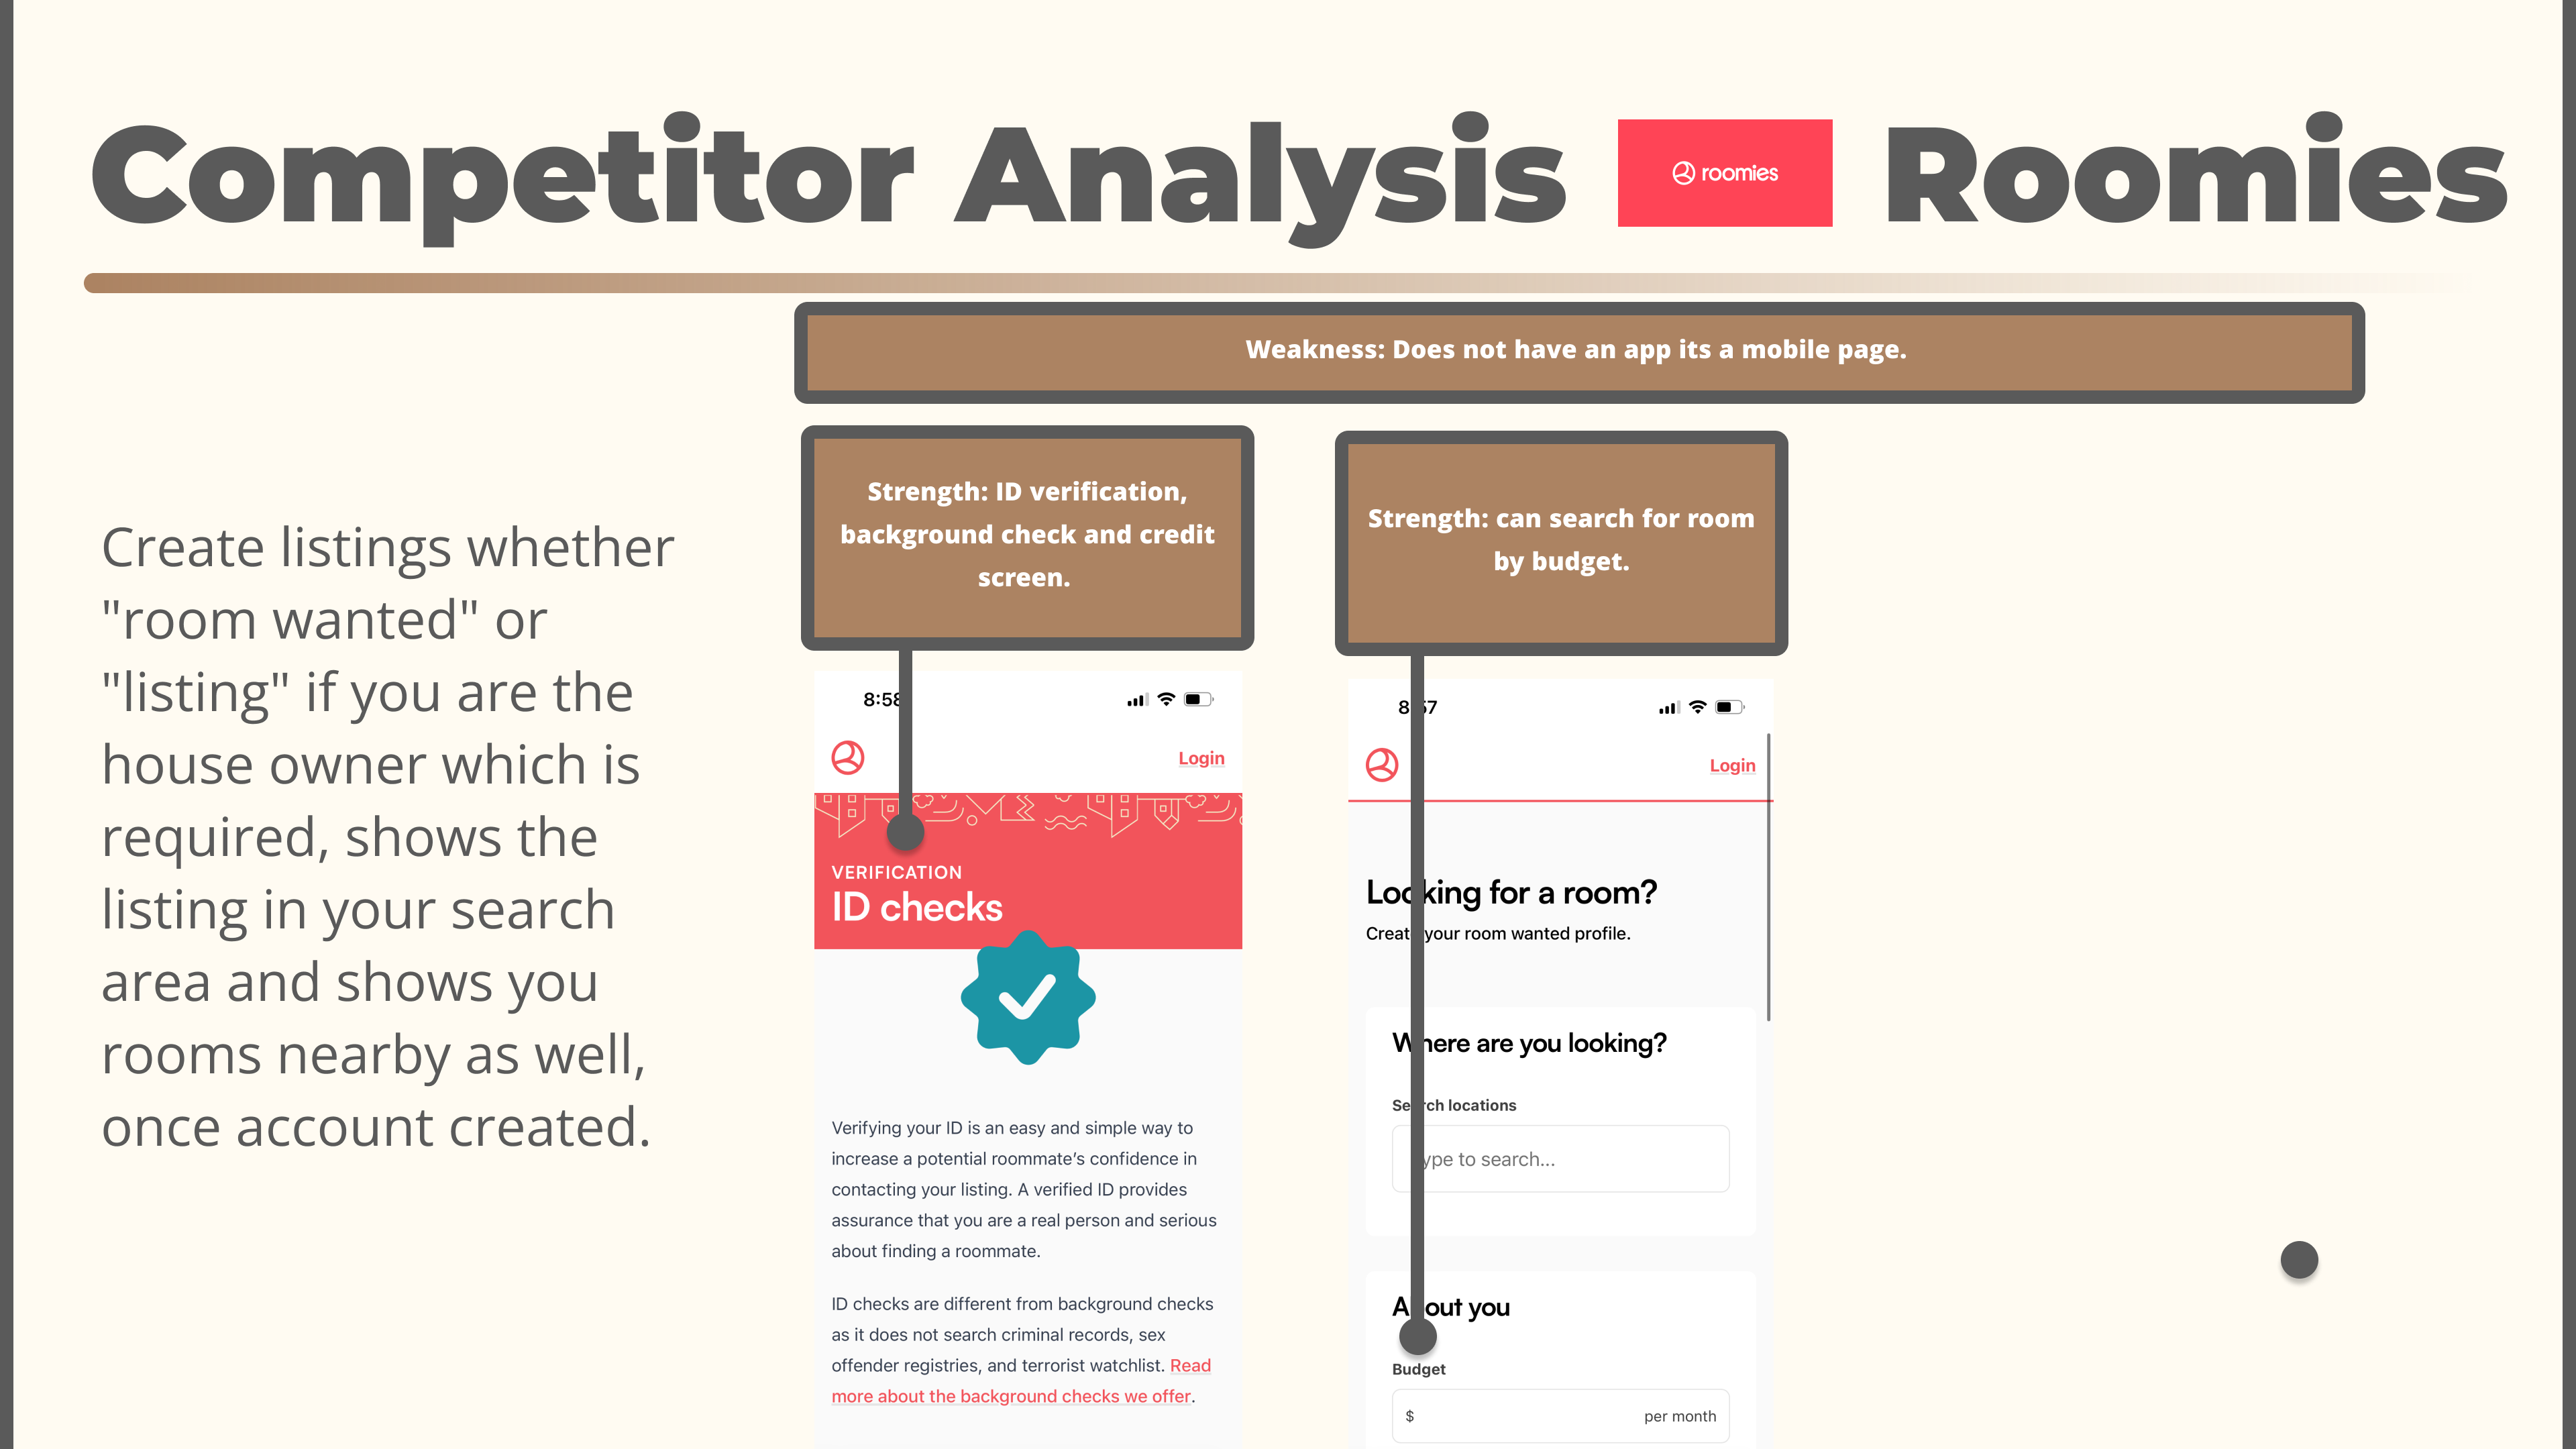 Competitor Analysis
roomies
Roomies
Weakness: Does not have an app its a mobile page.
Create listings whether
"room wanted" or
"listing" if you are the
house owner which is
required, shows the
listing in your search
area and shows you
rooms nearby as well,
once account created.
Strength: ID verification,
background check and credit
screen.
8:58
Login
VERIFICATION
ID checks
Verifying your ID is an easy and simple way to
increase a potential roommate's confidence in
contacting your listing. A verified ID provides
assurance that you are a real person and serious
about finding a roommate.
ID checks are different from background checks
as it does not search criminal records, sex
offender registries, and terrorist watchlist. Read
more about the background checks we offer.
Strength: can search for room
by budget.
8:57
Login
Looking for a room?
Create your room wanted profile.
Where are you looking?
Search locations
Type to search...
About you
Budget
$ per month